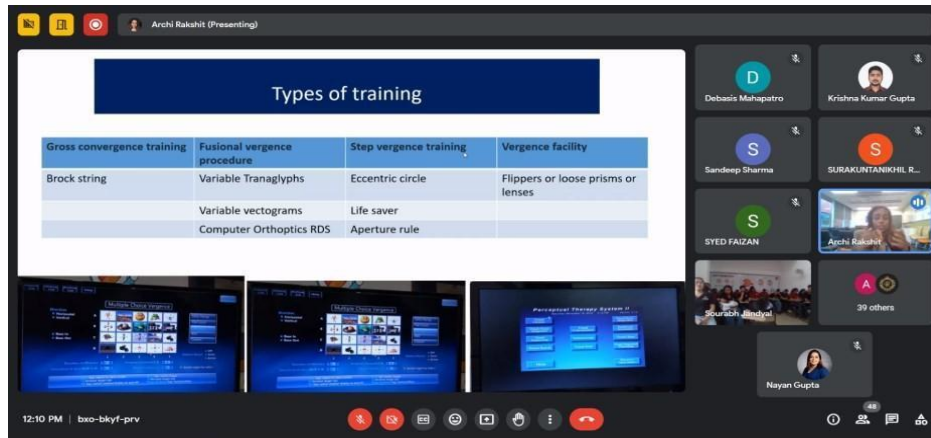 Archi Rakshit (Presenting)
Types of training
Gross convergence training Fusional vergence procedure Step vergence training Vergence facility
Brock string Variable Tranaglyphs Eccentric circle Flippers or loose prisms or lenses
Variable vectograms Life saver
Computer Orthoptics RDS Aperture rule
Multiple Choice Vergence
Multiple Choice Vergence
Perceptual Therapy System II
D
Debasis Mahapatro
Krishna Kumar Gupta
S
Sandeep Sharma
S
SURAKUNTANIKHIL R...
S
SYED FAIZAN
Archi Rakshit
Sourabh Jandyal
A
39 others
Nayan Gupta
12:10 PM | bxo-bkyf-prv
48